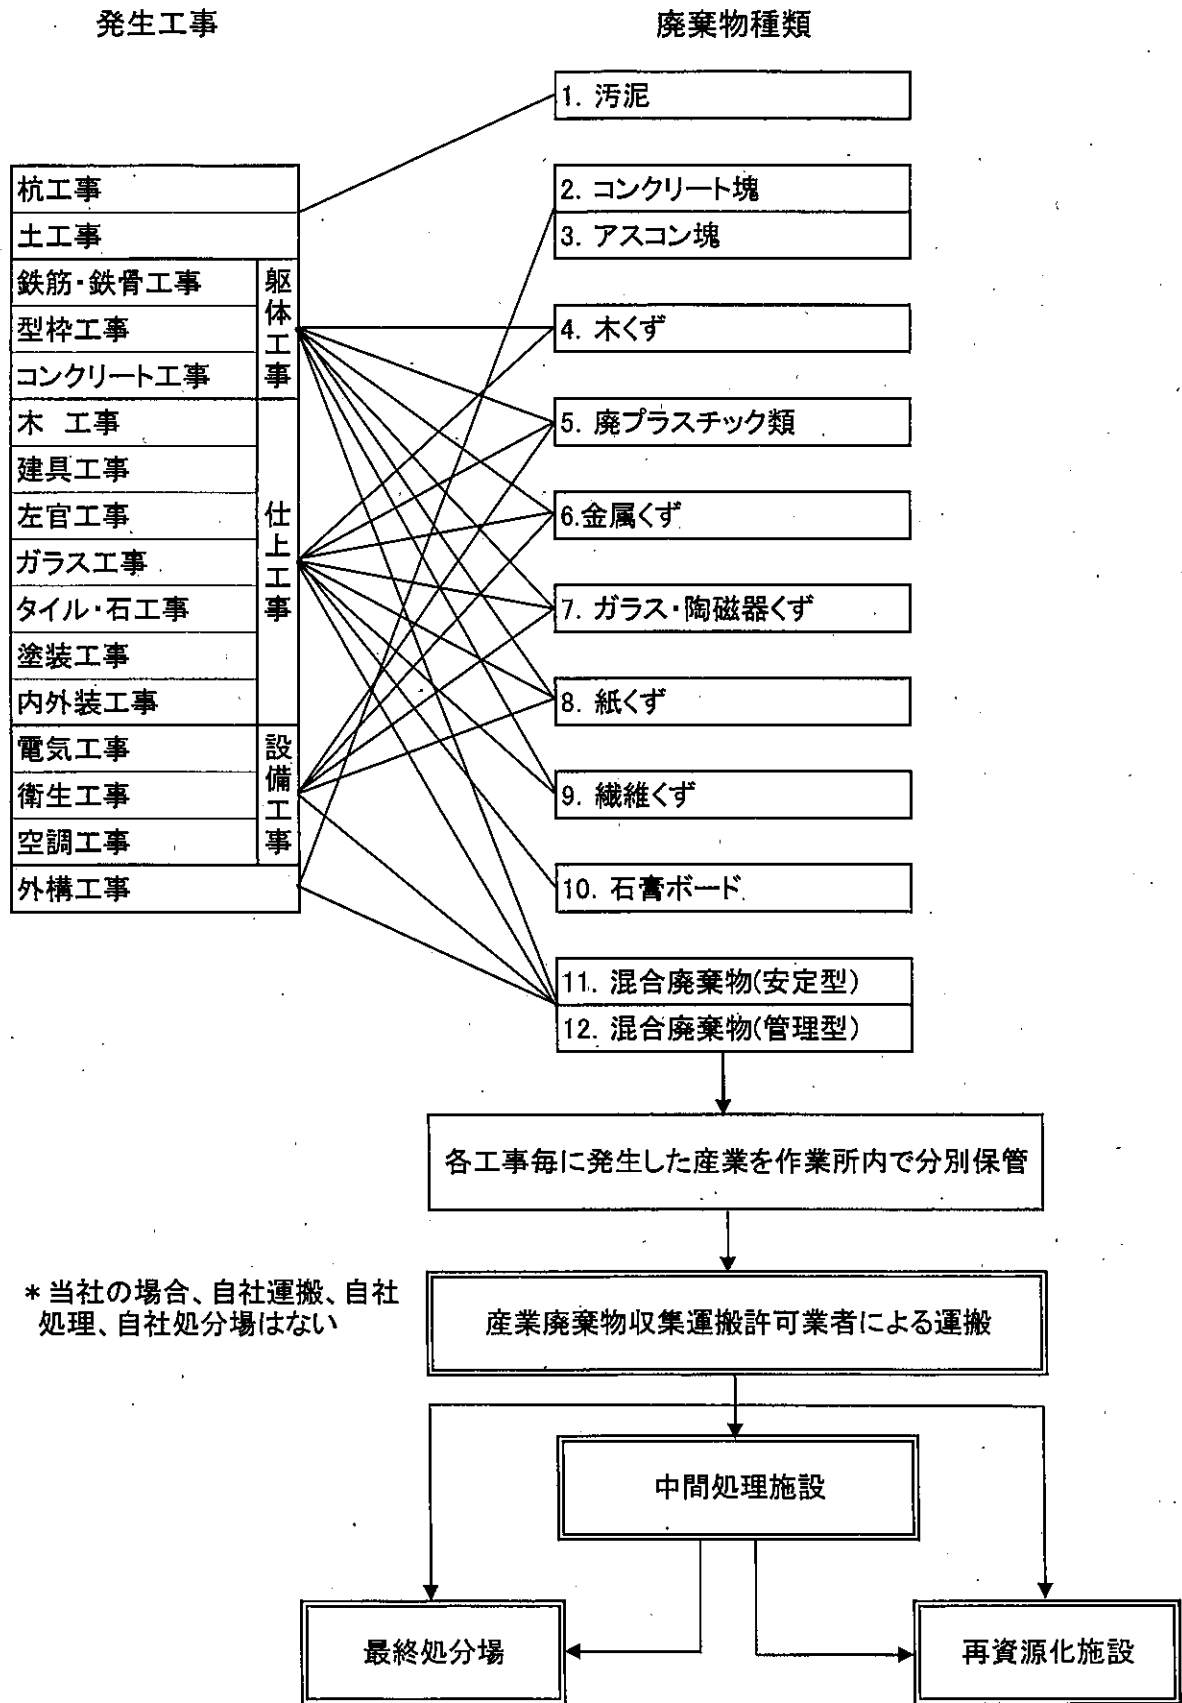 発生工事
廃棄物種類
1. 汚泥
杭工事
土工事
鉄筋・鉄骨工事
型枠工事
コンクリート工事
躯体工事
木 工事
建具工事
左官工事
ガラス工事
タイル・石工事
塗装工事
内外装工事
仕上工事
電気工事
衛生工事
空調工事
設備工事
外構工事
2. コンクリート塊
3. アスコン塊
4. 木くず
5. 廃プラスチック類
6.金属くず
7. ガラス・陶磁器くず
8. 紙くず
9. 繊維くず
10. 石膏ボード
11. 混合廃棄物(安定型)
12. 混合廃棄物(管理型)
各工事毎に発生した産業を作業所内で分別保管
* 当社の場合、自社運搬、自社
処理、自社処分場はない
産業廃棄物収集運搬許可業者による運搬
中間処理施設
最終処分場
再資源化施設